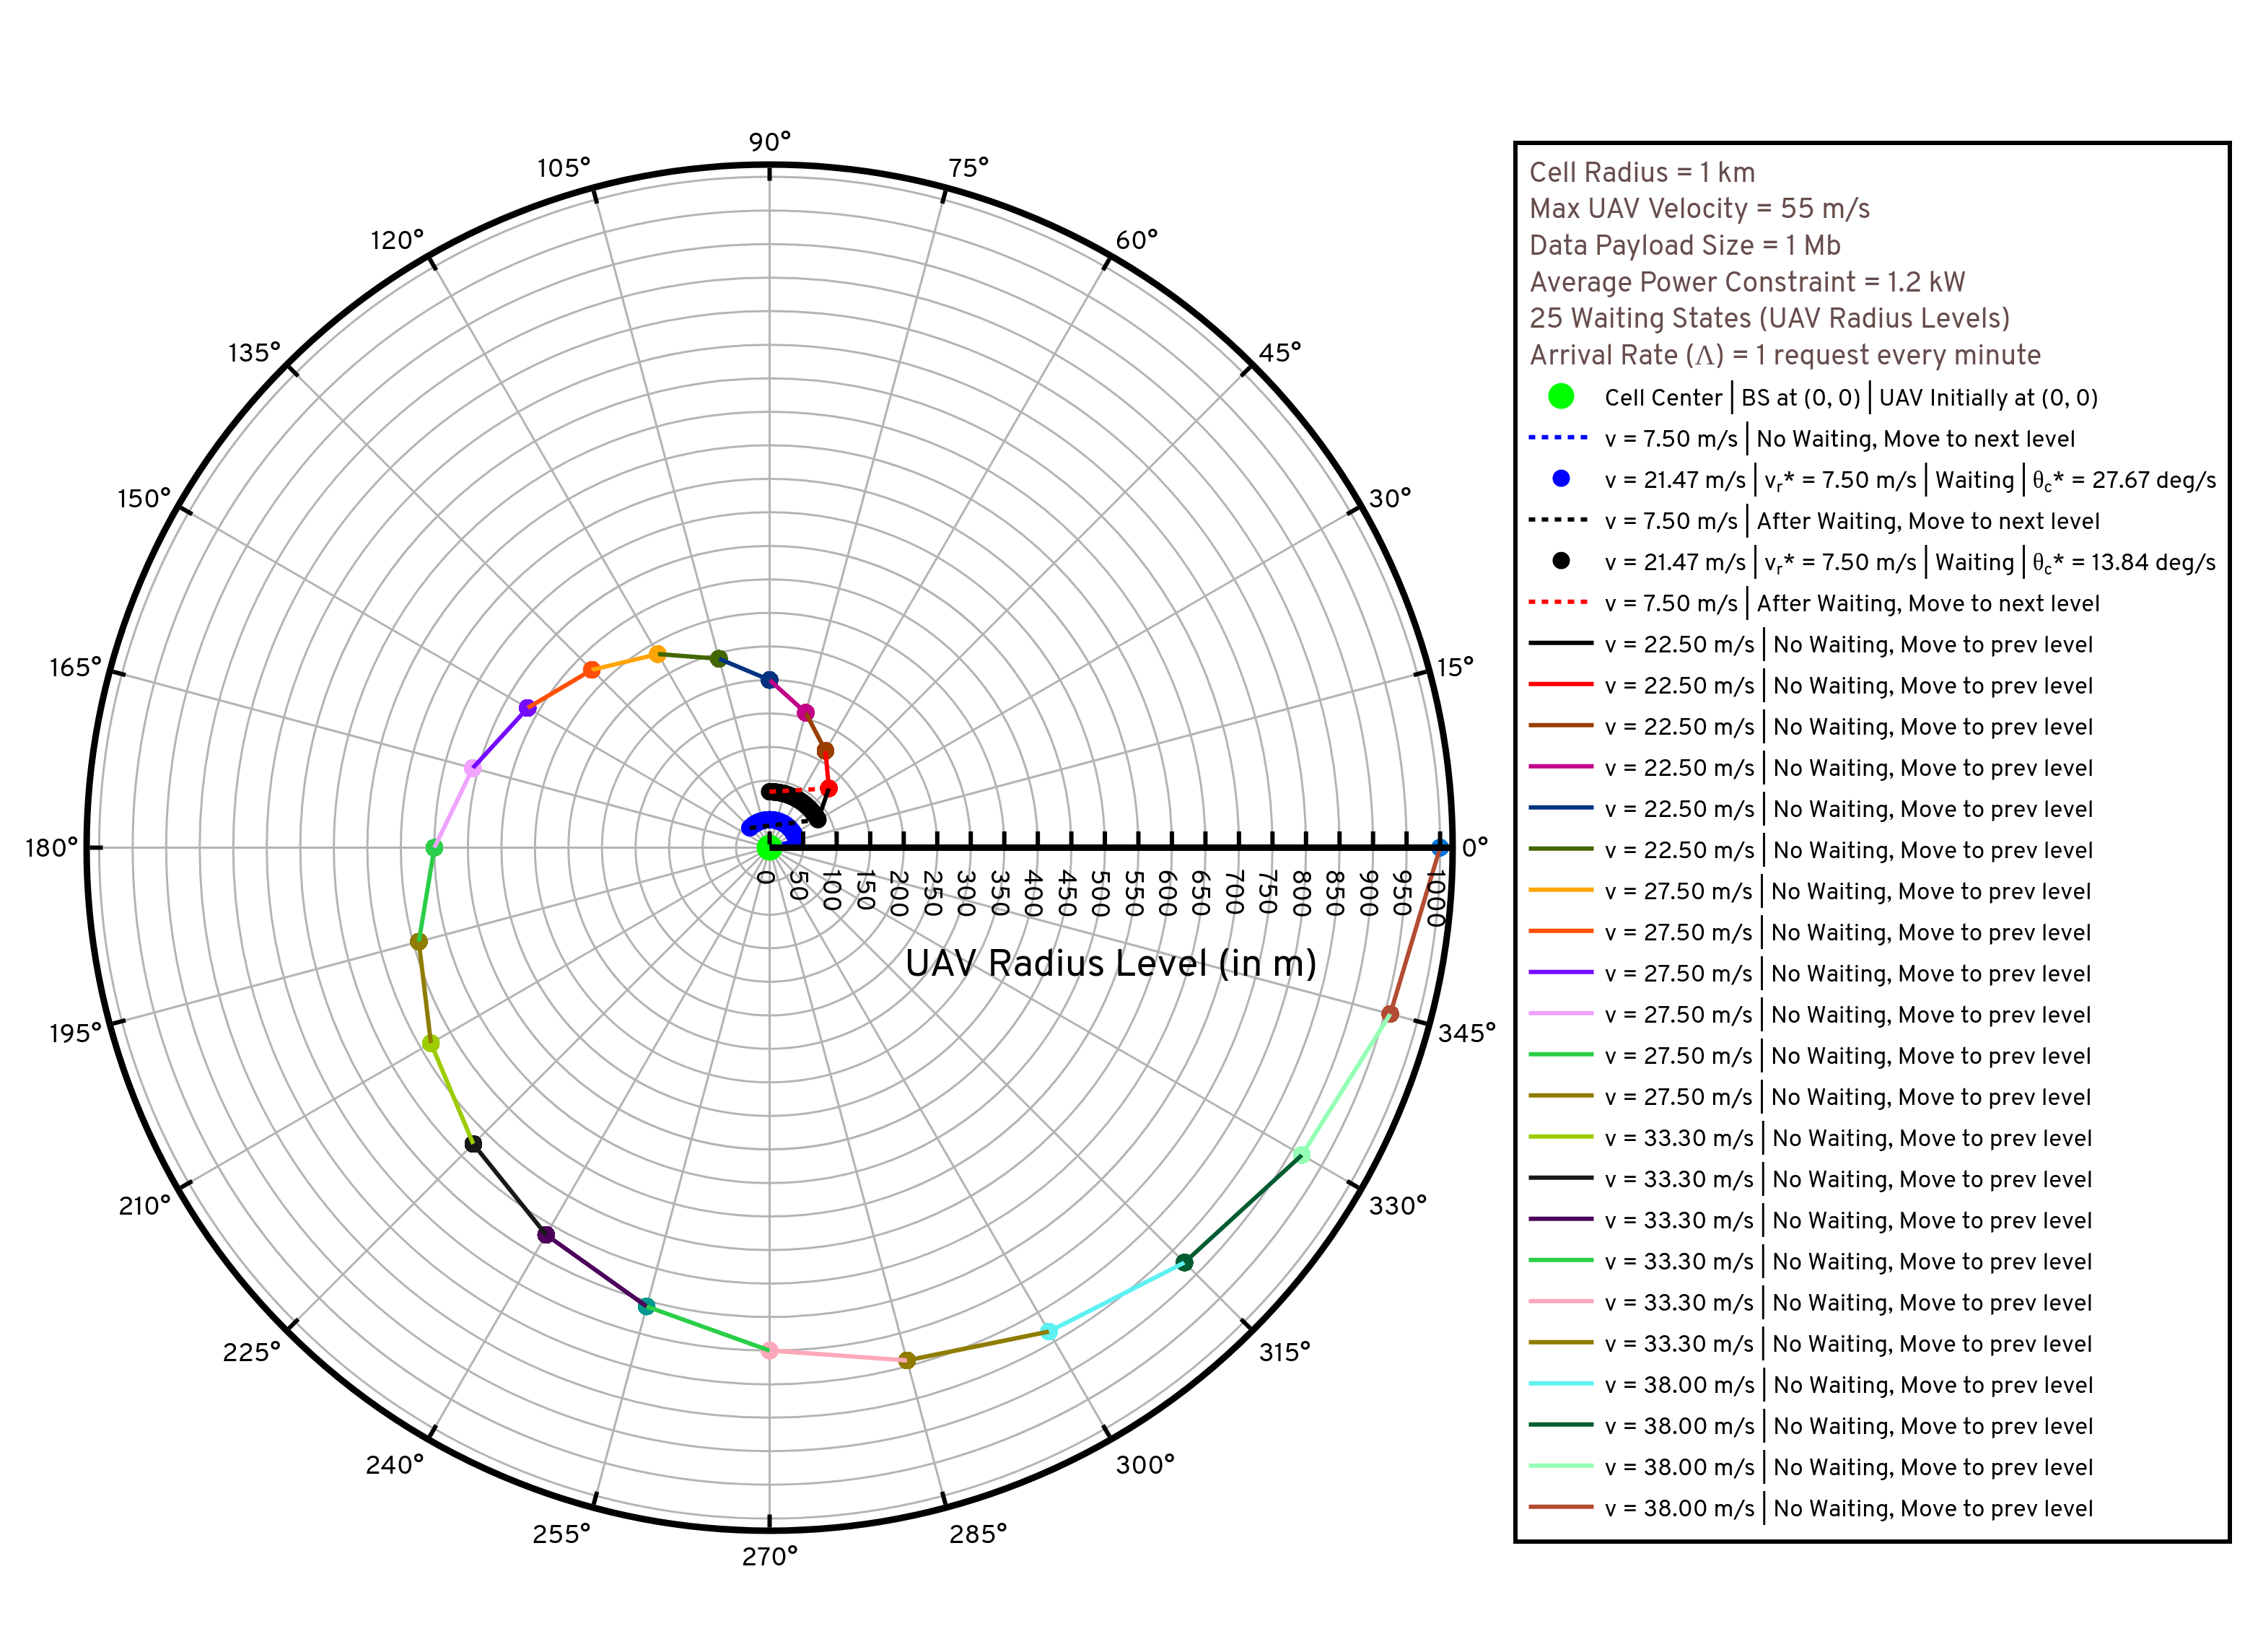 90°
105°
75°
120°
60°
135°
45°
150°
30°
165°
15°
180°
0°
0
50
100
150
200
250
300
350
400
450
500
550
600
650
700
750
800
850
900
950
1000
UAV Radius Level (in m)
195°
345°
210°
330°
225°
315°
240°
300°
255°
285°
270°
Cell Radius = 1 km
Max UAV Velocity = 55 m/s
Data Payload Size = 1 Mb
Average Power Constraint = 1.2 kW
25 Waiting States (UAV Radius Levels)
Arrival Rate (Λ) = 1 request every minute
Cell Center | BS at (0, 0) | UAV Initially at (0, 0)
v = 7.50 m/s | No Waiting, Move to next level
v = 21.47 m/s | vᵣ* = 7.50 m/s | Waiting | θ_c* = 27.67 deg/s
v = 7.50 m/s | After Waiting, Move to next level
v = 21.47 m/s | vᵣ* = 7.50 m/s | Waiting | θ_c* = 13.84 deg/s
v = 7.50 m/s | After Waiting, Move to next level
v = 22.50 m/s | No Waiting, Move to prev level
v = 22.50 m/s | No Waiting, Move to prev level
v = 22.50 m/s | No Waiting, Move to prev level
v = 22.50 m/s | No Waiting, Move to prev level
v = 22.50 m/s | No Waiting, Move to prev level
v = 22.50 m/s | No Waiting, Move to prev level
v = 27.50 m/s | No Waiting, Move to prev level
v = 27.50 m/s | No Waiting, Move to prev level
v = 27.50 m/s | No Waiting, Move to prev level
v = 27.50 m/s | No Waiting, Move to prev level
v = 27.50 m/s | No Waiting, Move to prev level
v = 27.50 m/s | No Waiting, Move to prev level
v = 33.30 m/s | No Waiting, Move to prev level
v = 33.30 m/s | No Waiting, Move to prev level
v = 33.30 m/s | No Waiting, Move to prev level
v = 33.30 m/s | No Waiting, Move to prev level
v = 33.30 m/s | No Waiting, Move to prev level
v = 33.30 m/s | No Waiting, Move to prev level
v = 38.00 m/s | No Waiting, Move to prev level
v = 38.00 m/s | No Waiting, Move to prev level
v = 38.00 m/s | No Waiting, Move to prev level
v = 38.00 m/s | No Waiting, Move to prev level